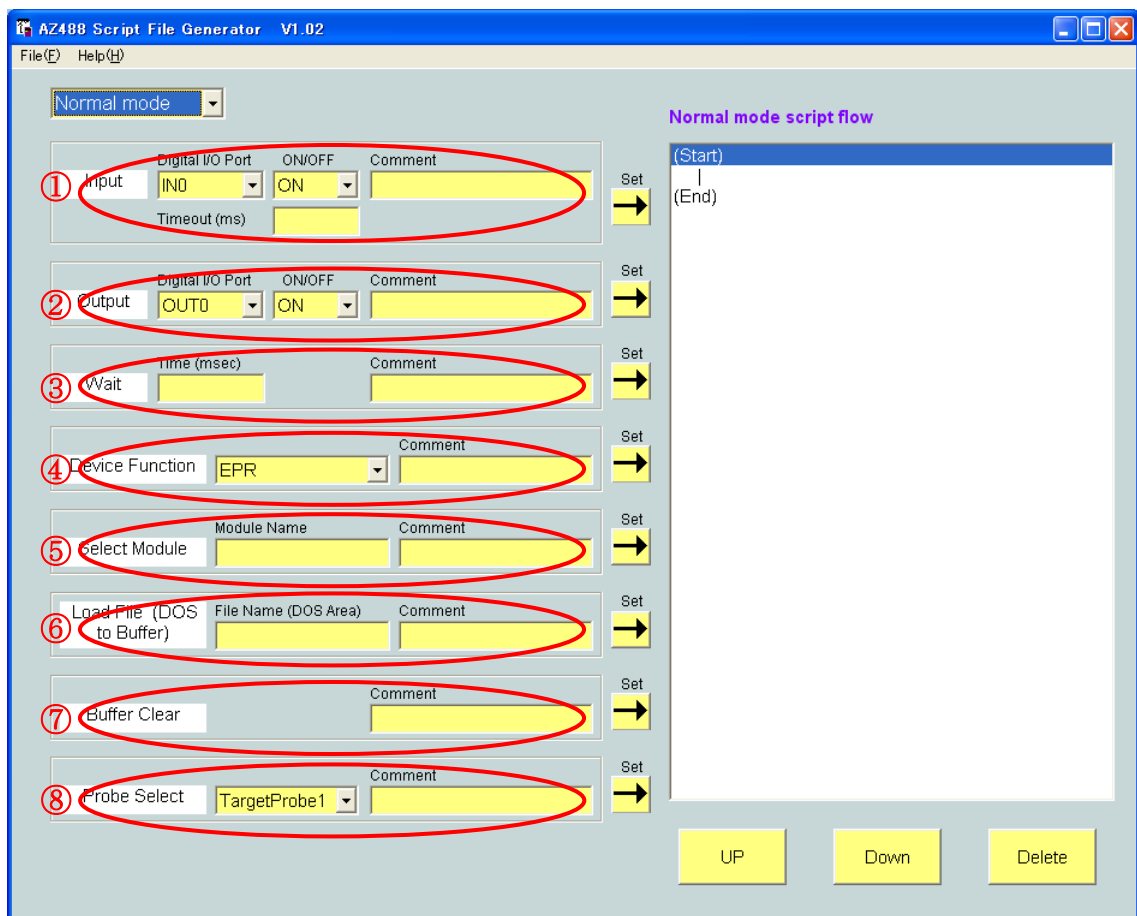 AZ488 Script File Generator V1.02
File(F) Help(H)
Normal mode
Normal mode script flow
(Start)
|
(End)
① Input
Digital I/O Port ON/OFF Comment
IN0 ON
Timeout (ms)
Set
② Output
Digital I/O Port ON/OFF Comment
OUT0 ON
Set
③ Wait
Time (msec) Comment
Set
④ Device Function
Comment
EPR
Set
⑤ Select Module
Module Name Comment
Set
⑥ Load File (DOS
to Buffer)
File Name (DOS Area) Comment
Set
⑦ Buffer Clear
Comment
Set
⑧ Probe Select
Comment
TargetProbe1
Set
UP Down Delete